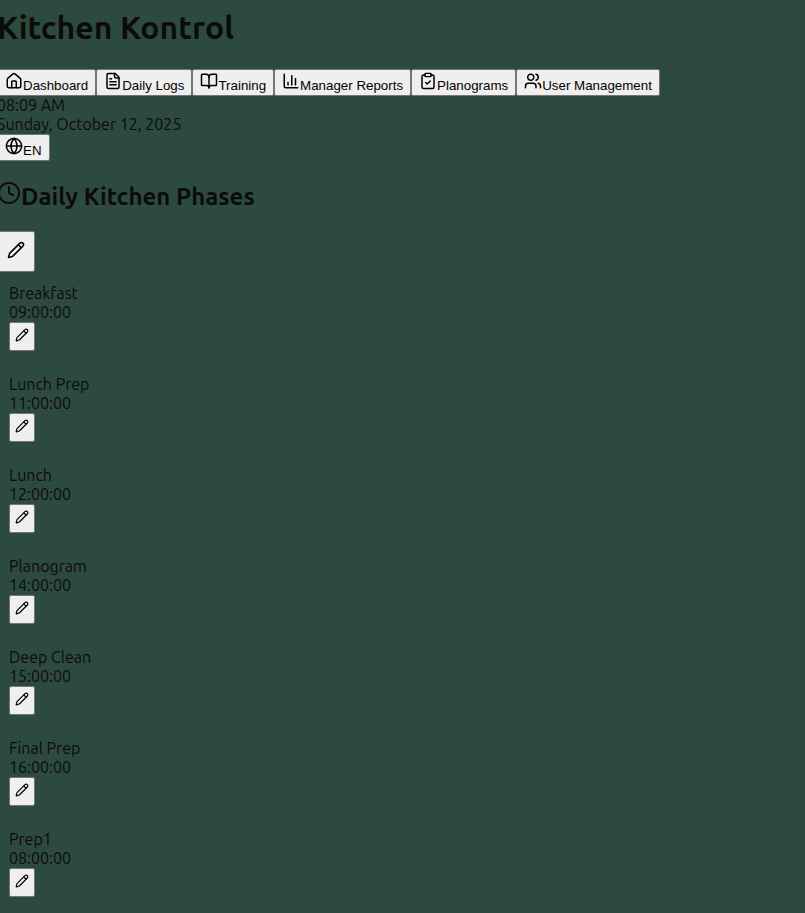 Kitchen Kontrol
Dashboard Daily Logs Training Manager Reports Planograms User Management
08:09 AM
Sunday, October 12, 2025
EN
Daily Kitchen Phases
Breakfast
09:00:00
Lunch Prep
11:00:00
Lunch
12:00:00
Planogram
14:00:00
Deep Clean
15:00:00
Final Prep
16:00:00
Prep1
08:00:00